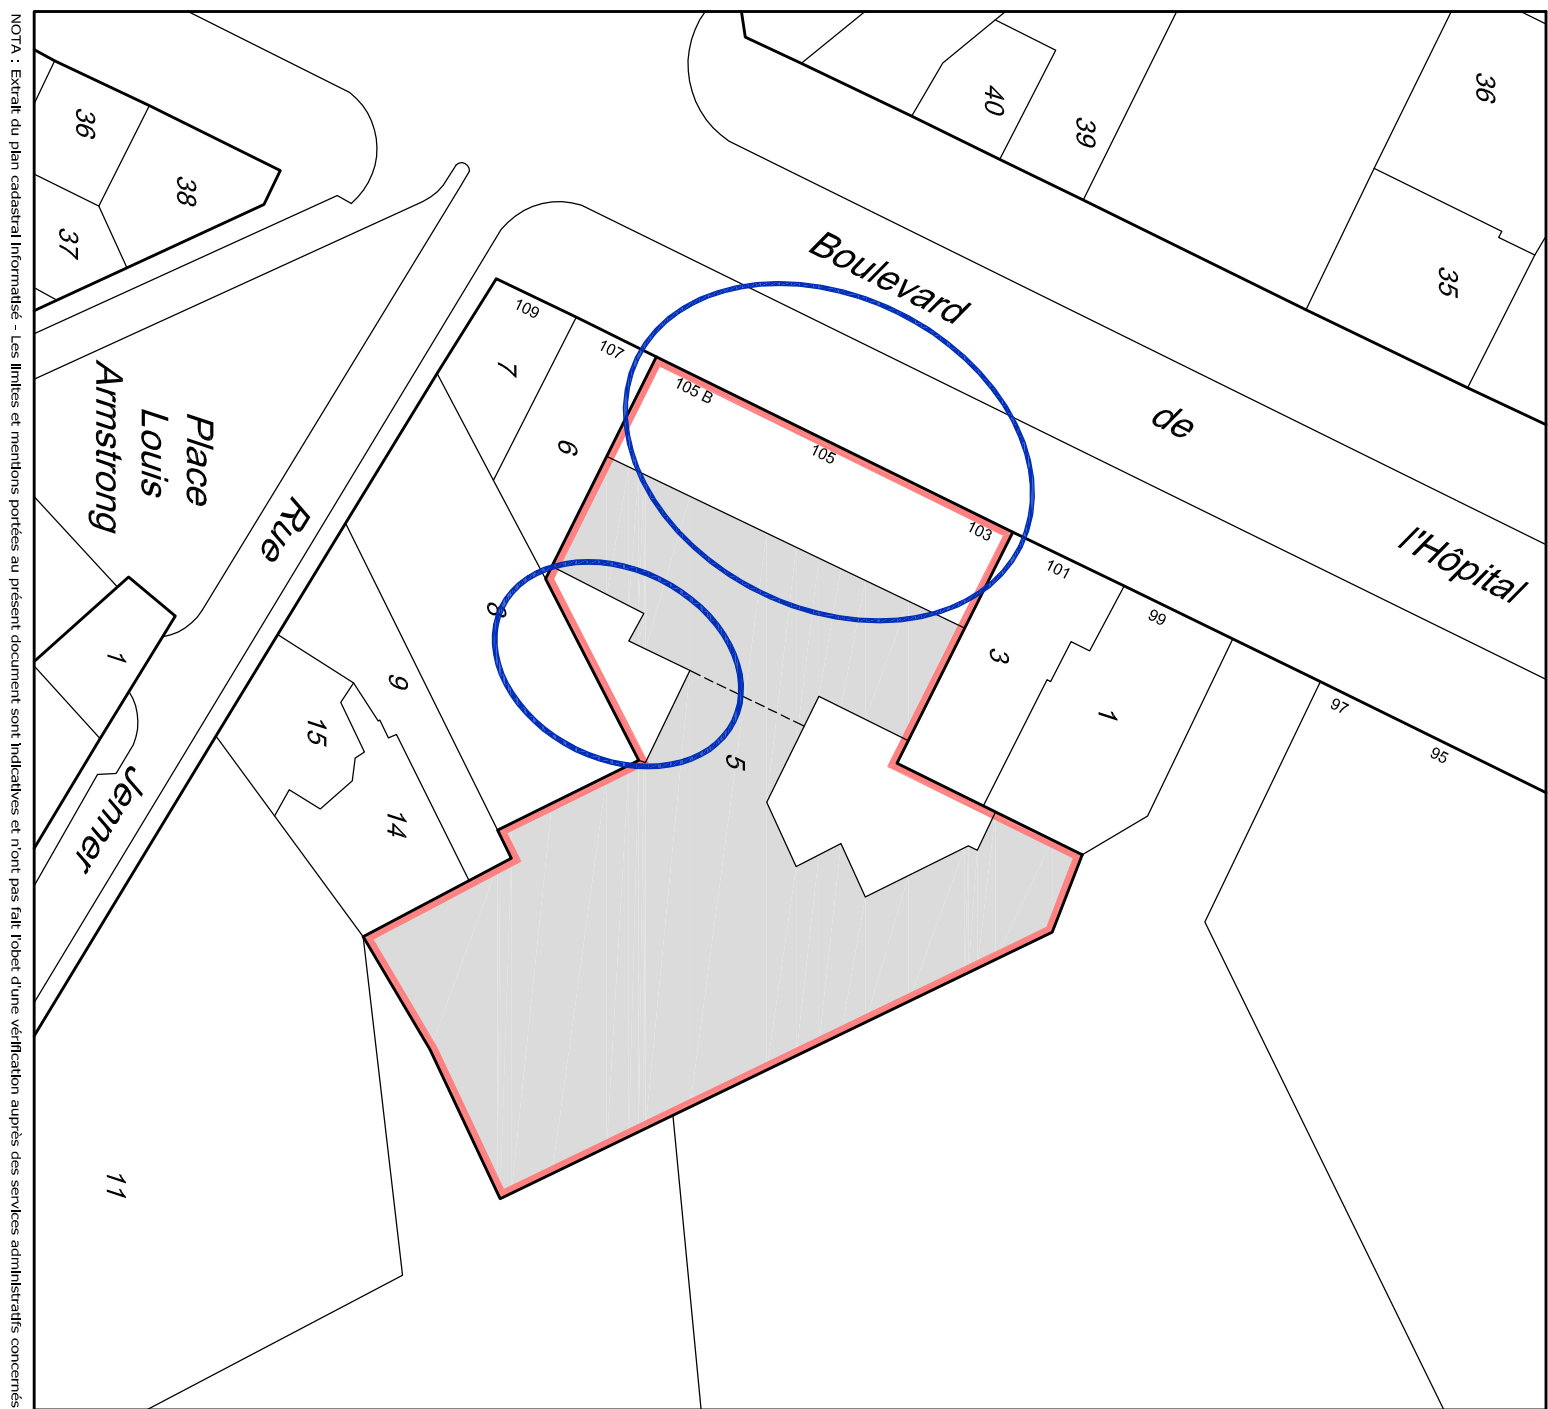 NOTA : Extrait du plan cadastral informatisé - Les limites et mentions portées au présent document sont indicatives et n'ont pas fait l'obet d'une vérification auprès des services administratifs concernés
36
38
37
40
39
36
35
Boulevard
de
l'Hôpital
109
107
105 B
105
103
101
99
97
95
7
6
8
3
1
5
9
15
14
Place
Louis
Armstrong
Rue
Jenner
1
11